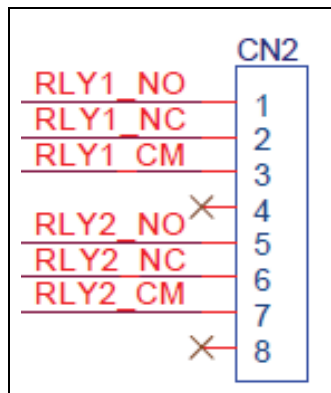 CN2
RLY1_NO 1
RLY1_NC 2
RLY1_CM 3
4
RLY2_NO 5
RLY2_NC 6
RLY2_CM 7
8